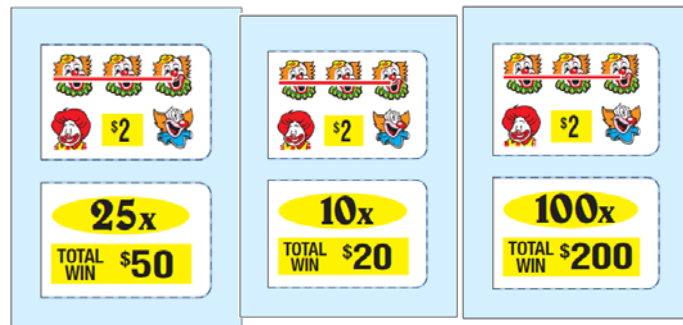 $2
25x
TOTAL WIN $50
$2
10x
TOTAL WIN $20
$2
100x
TOTAL WIN $200